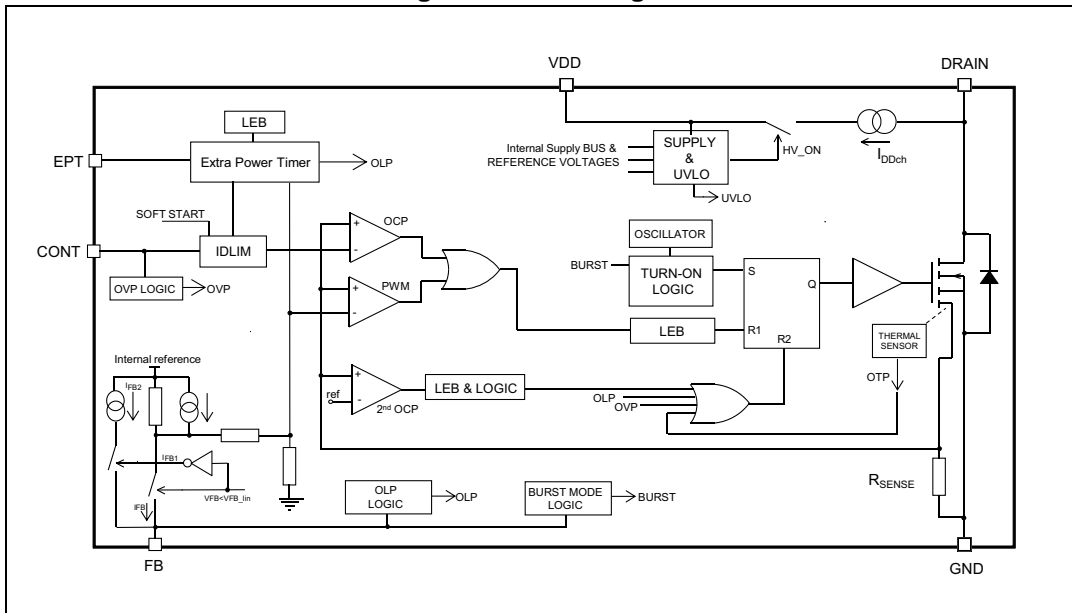 VDD
DRAIN
LEB
EPT
Extra Power Timer
OLP
Internal Supply BUS &
REFERENCE VOLTAGES
SUPPLY
&
UVLO
HV_ON
IDDch
UVLO
SOFT START
CONT
IDLIM
+
OCP
-
OVP LOGIC
OVP
+
PWM
-
OSCILLATOR
BURST
TURN-ON
LOGIC
S
Q
LEB
R1
R2
THERMAL
SENSOR
OTP
Internal reference
IFB2
ref
+
-
2nd OCP
LEB & LOGIC
OLP
OVP
IFB1
VFB<VFB_lin
IFB
OLP
LOGIC
OLP
BURST MODE
LOGIC
BURST
RSENSE
FB
GND